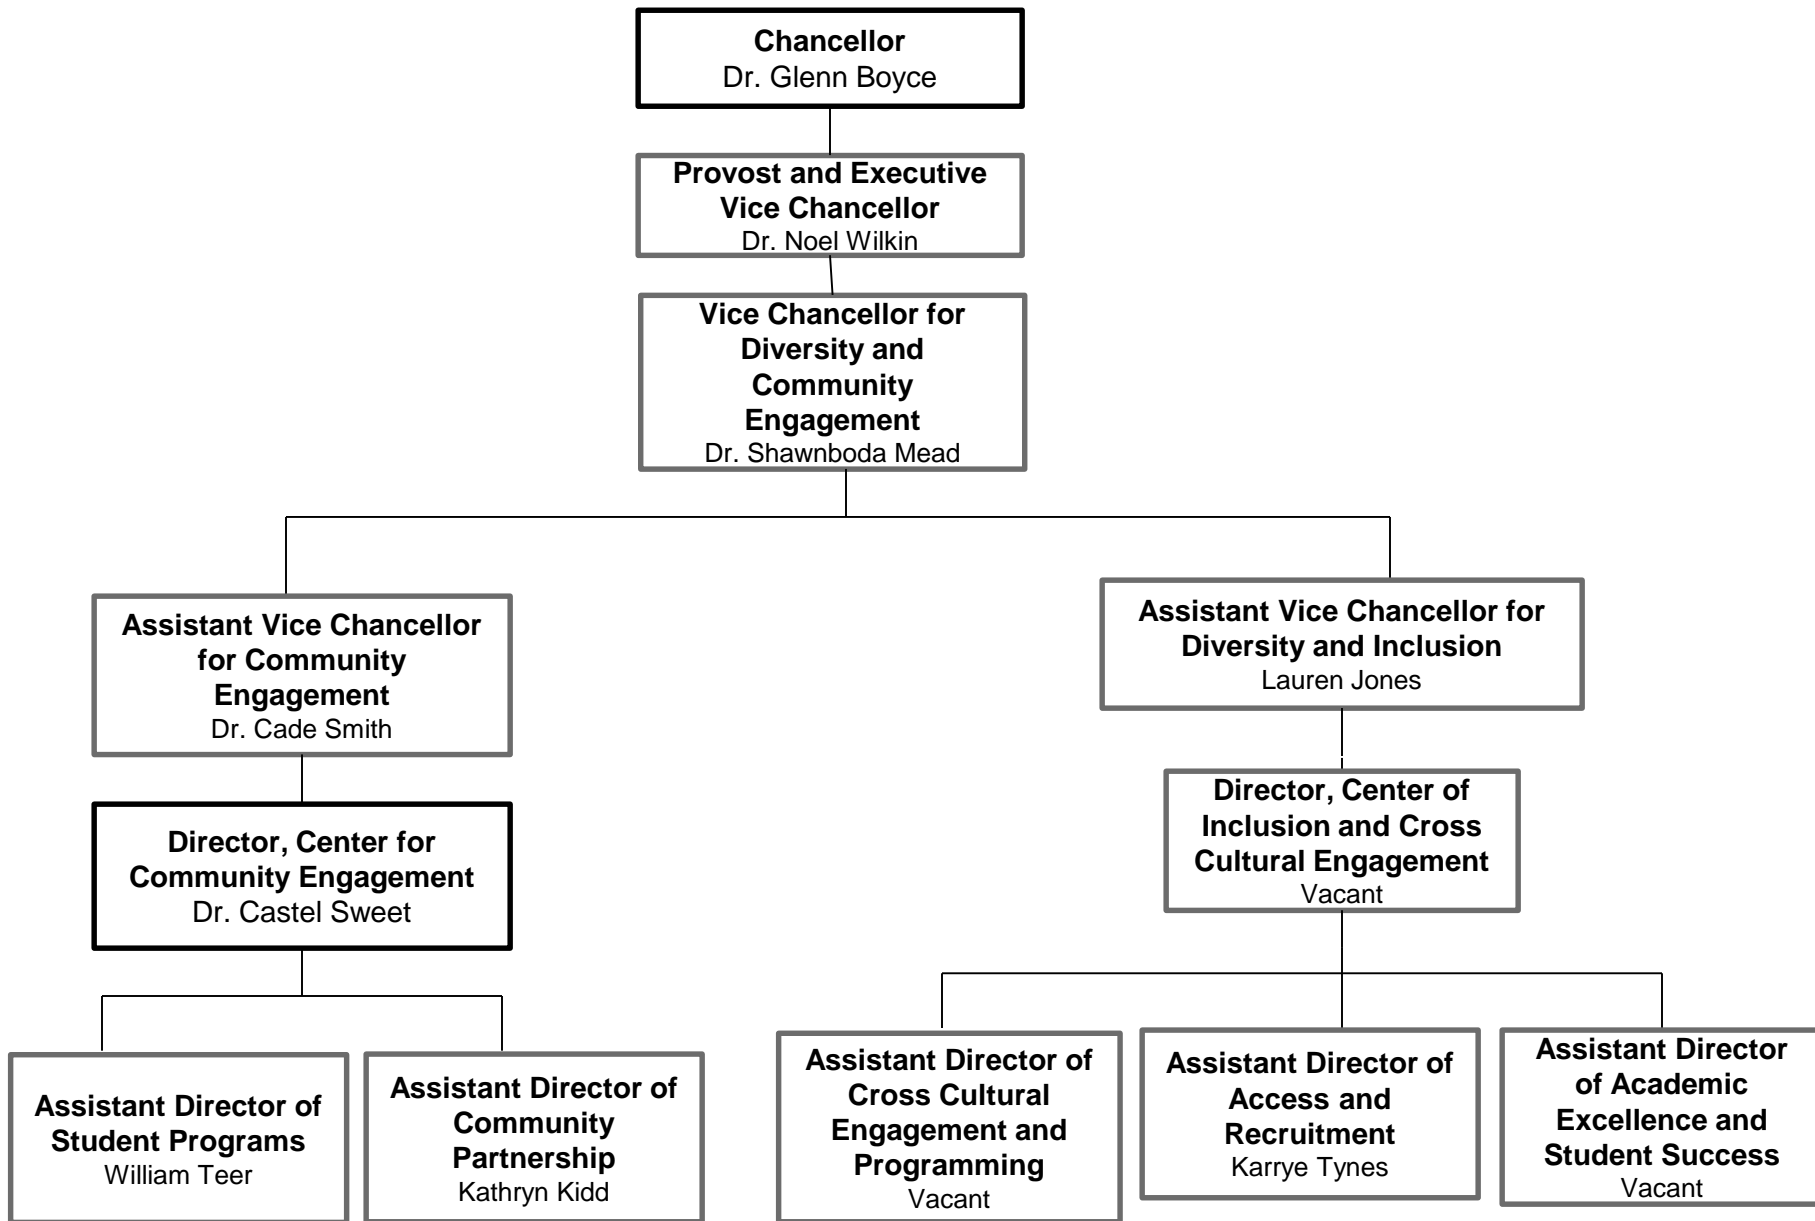 Chancellor
Dr. Glenn Boyce
Provost and Executive
Vice Chancellor
Dr. Noel Wilkin
Vice Chancellor for
Diversity and
Community
Engagement
Dr. Shawnboda Mead
Assistant Vice Chancellor
for Community
Engagement
Dr. Cade Smith
Assistant Vice Chancellor for
Diversity and Inclusion
Lauren Jones
Director, Center for
Community Engagement
Dr. Castel Sweet
Director, Center of
Inclusion and Cross
Cultural Engagement
Vacant
Assistant Director of
Student Programs
William Teer
Assistant Director of
Community
Partnership
Kathryn Kidd
Assistant Director of
Cross Cultural
Engagement and
Programming
Vacant
Assistant Director of
Access and
Recruitment
Karrye Tynes
Assistant Director
of Academic
Excellence and
Student Success
Vacant